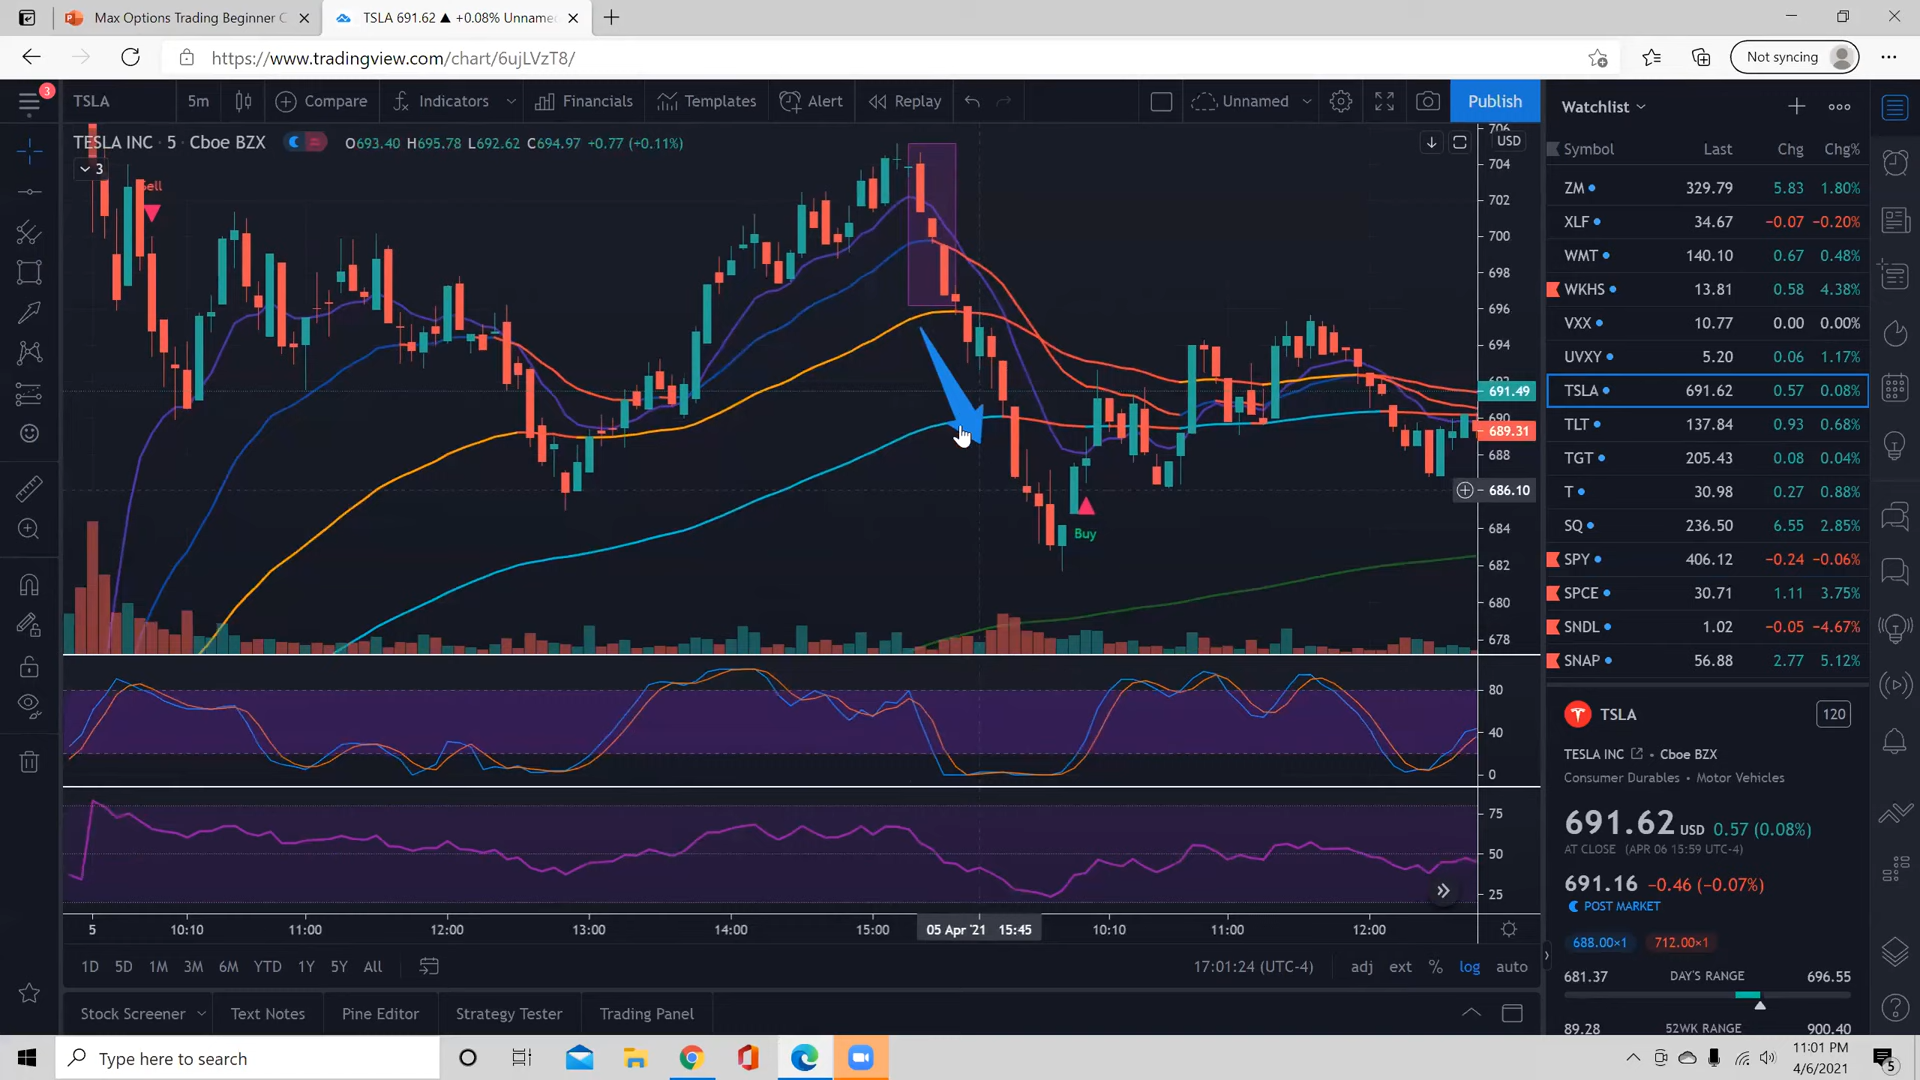 Max Options Trading Beginner C
TSLA 691.62 ▲ +0.08% Unname
https://www.tradingview.com/chart/6ujLVzT8/
Not syncing
3
TSLA 5m Compare Indicators Financials Templates Alert Replay Unnamed Publish
TESLA INC · 5 · Cboe BZX O693.40 H695.78 L692.62 C694.97 +0.77 (+0.11%)
3
USD
706
704
702
700
698
696
694
691.49
690
689.31
688
686.10
684
682
680
678
Sell
Buy
80
40
0
75
50
25
5 10:10 11:00 12:00 13:00 14:00 15:00 05 Apr '21 15:45 10:10 11:00 12:00
1D 5D 1M 3M 6M YTD 1Y 5Y All
17:01:24 (UTC-4) adj ext % log auto
Stock Screener Text Notes Pine Editor Strategy Tester Trading Panel
Watchlist
Symbol Last Chg Chg%
ZM 329.79 5.83 1.80%
XLF 34.67 −0.07 −0.20%
WMT 140.10 0.67 0.48%
WKHS 13.81 0.58 4.38%
VXX 10.77 0.00 0.00%
UVXY 5.20 0.06 1.17%
TSLA 691.62 0.57 0.08%
TLT 137.84 0.93 0.68%
TGT 205.43 0.08 0.04%
T 30.98 0.27 0.88%
SQ 236.50 6.55 2.85%
SPY 406.12 −0.24 −0.06%
SPCE 30.71 1.11 3.75%
SNDL 1.02 −0.05 −4.67%
SNAP 56.88 2.77 5.12%
TSLA 120
TESLA INC · Cboe BZX
Consumer Durables • Motor Vehicles
691.62 USD 0.57 (0.08%)
AT CLOSE (APR 06 15:59 UTC-4)
691.16 −0.46 (−0.07%)
POST MARKET
688.00×1 712.00×1
681.37 DAY'S RANGE 696.55
89.28 52WK RANGE 900.40
Type here to search
11:01 PM
4/6/2021
5